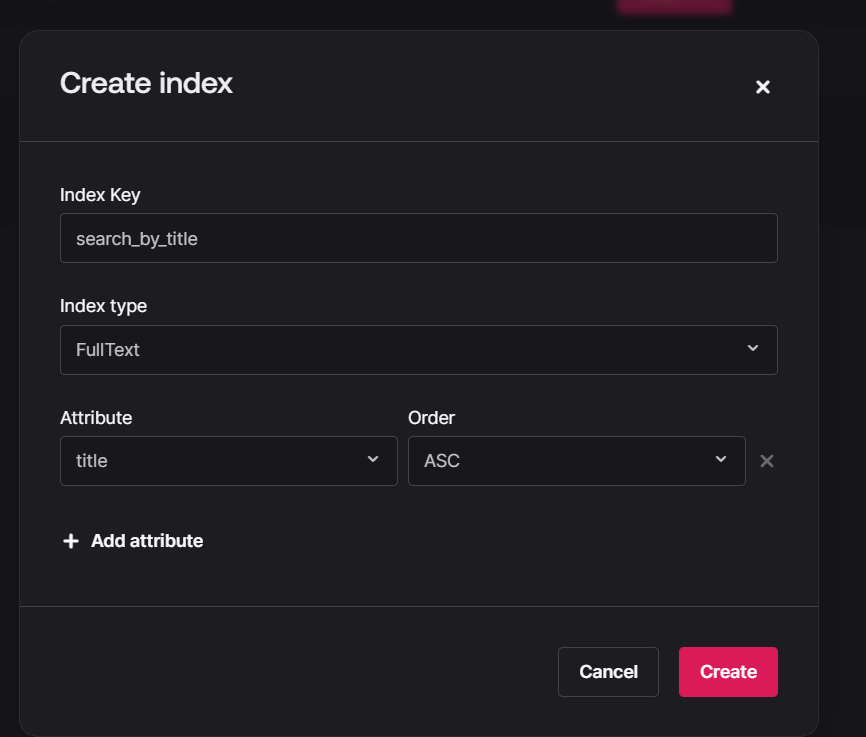 Create index
Index Key
search_by_title
Index type
FullText
Attribute Order
title ASC
Add attribute
Cancel Create